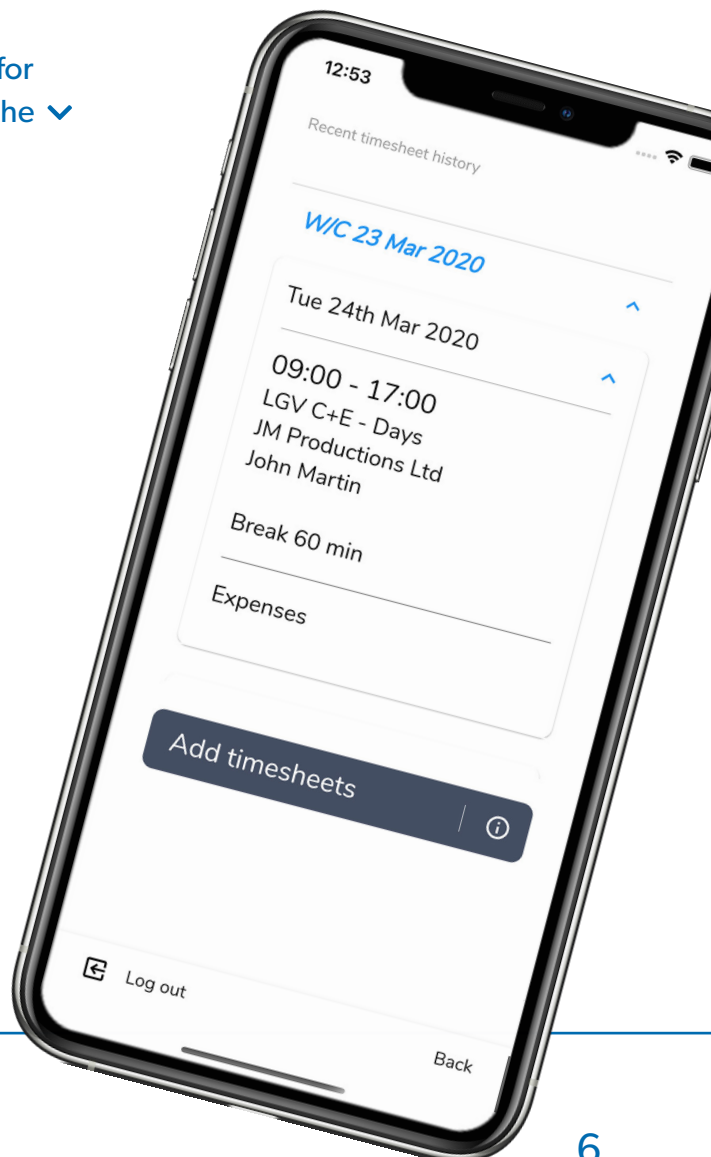 for
he
12:53
Recent timesheet history
W/C 23 Mar 2020
Tue 24th Mar 2020
09:00 - 17:00
LGV C+E - Days
JM Productions Ltd
John Martin
Break 60 min
Expenses
Add timesheets
Log out
Back
6